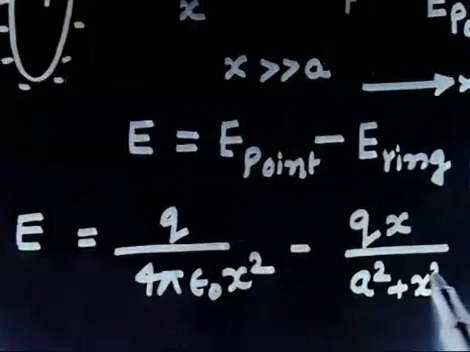 x
x >> a
E = E_Point - E_ring
E = q / 4πε₀x² - qx / a² + x²